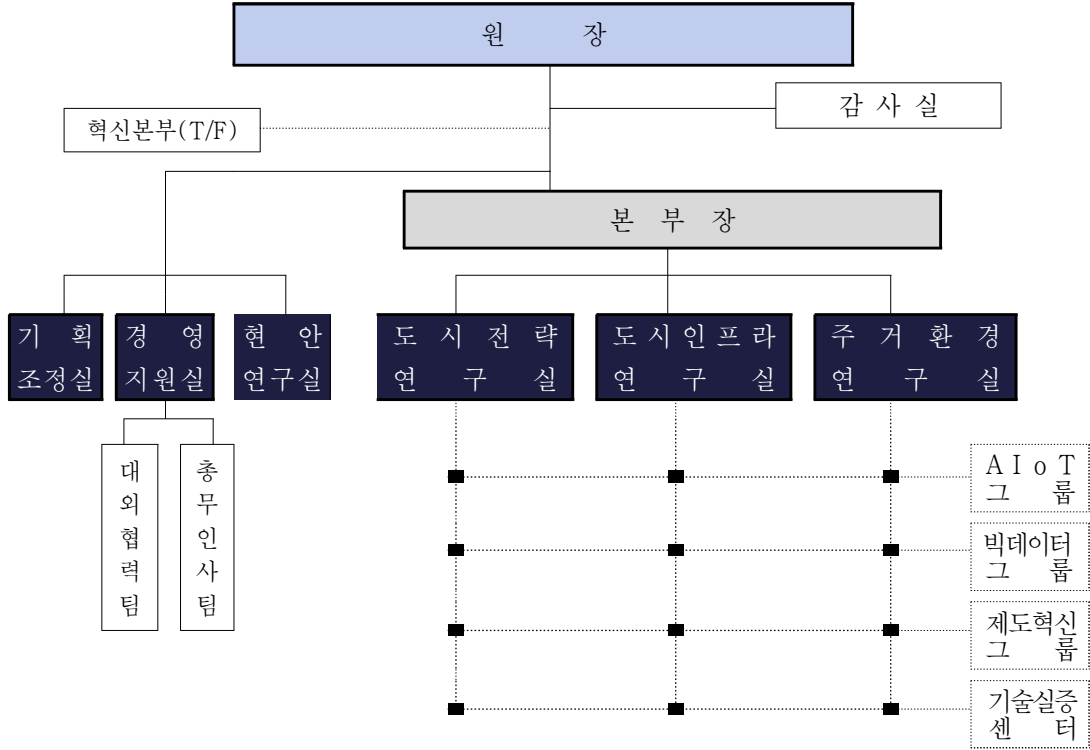 원 장
감 사 실
혁신본부(T/F)
본 부 장
기 획
조정실
경 영
지원실
현 안
연구실
도 시 전 략
연 구 실
도시인프라
연 구 실
주 거 환 경
연 구 실
대
외
협
력
팀
총
무
인
사
팀
A I o T
그 룹
빅데이터
그 룹
제도혁신
그 룹
기술실증
센 터